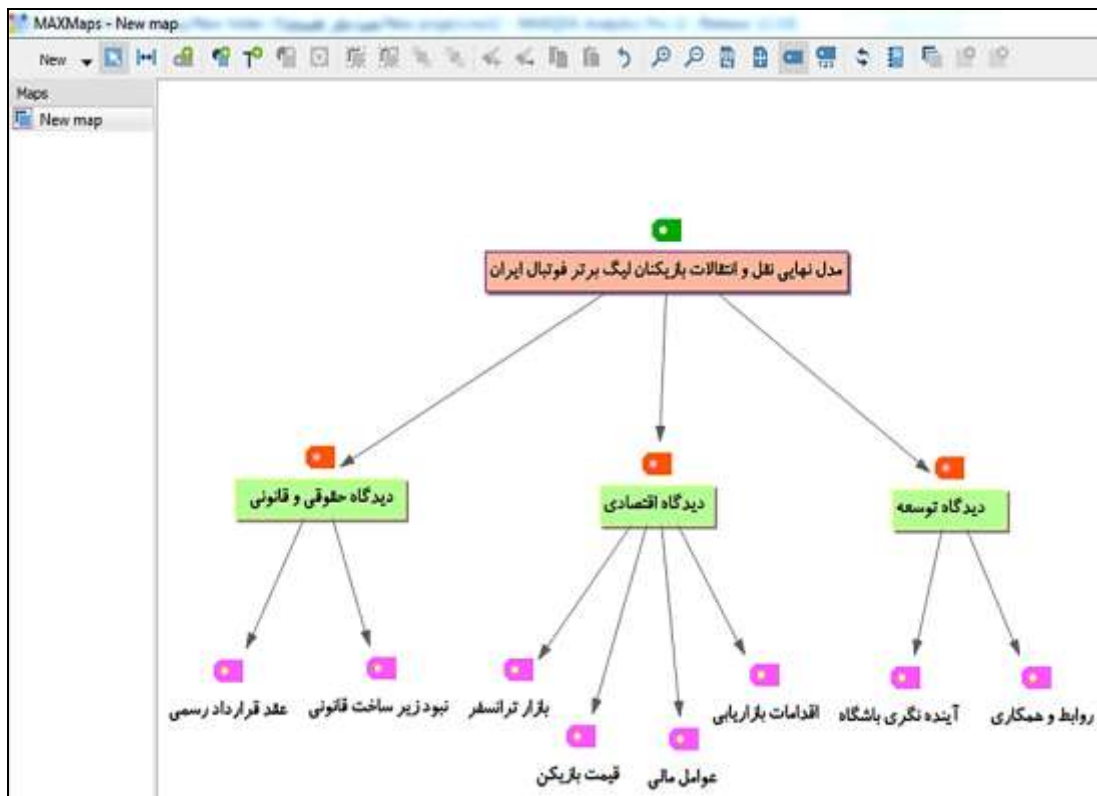 MAXMaps - New map
New
Maps
New map
مدل نهایی نقل و انتقالات بازیکنان لیگ برتر فوتبال ایران
دیدگاه توسعه
دیدگاه اقتصادی
دیدگاه حقوقی و قانونی
روابط و همکاری
آینده نگری باشگاه
اقدامات بازاریابی
بازار ترانسفر
نبود زیر ساخت قانونی
عقد قرارداد رسمی
عوامل مالی
قیمت بازیکن